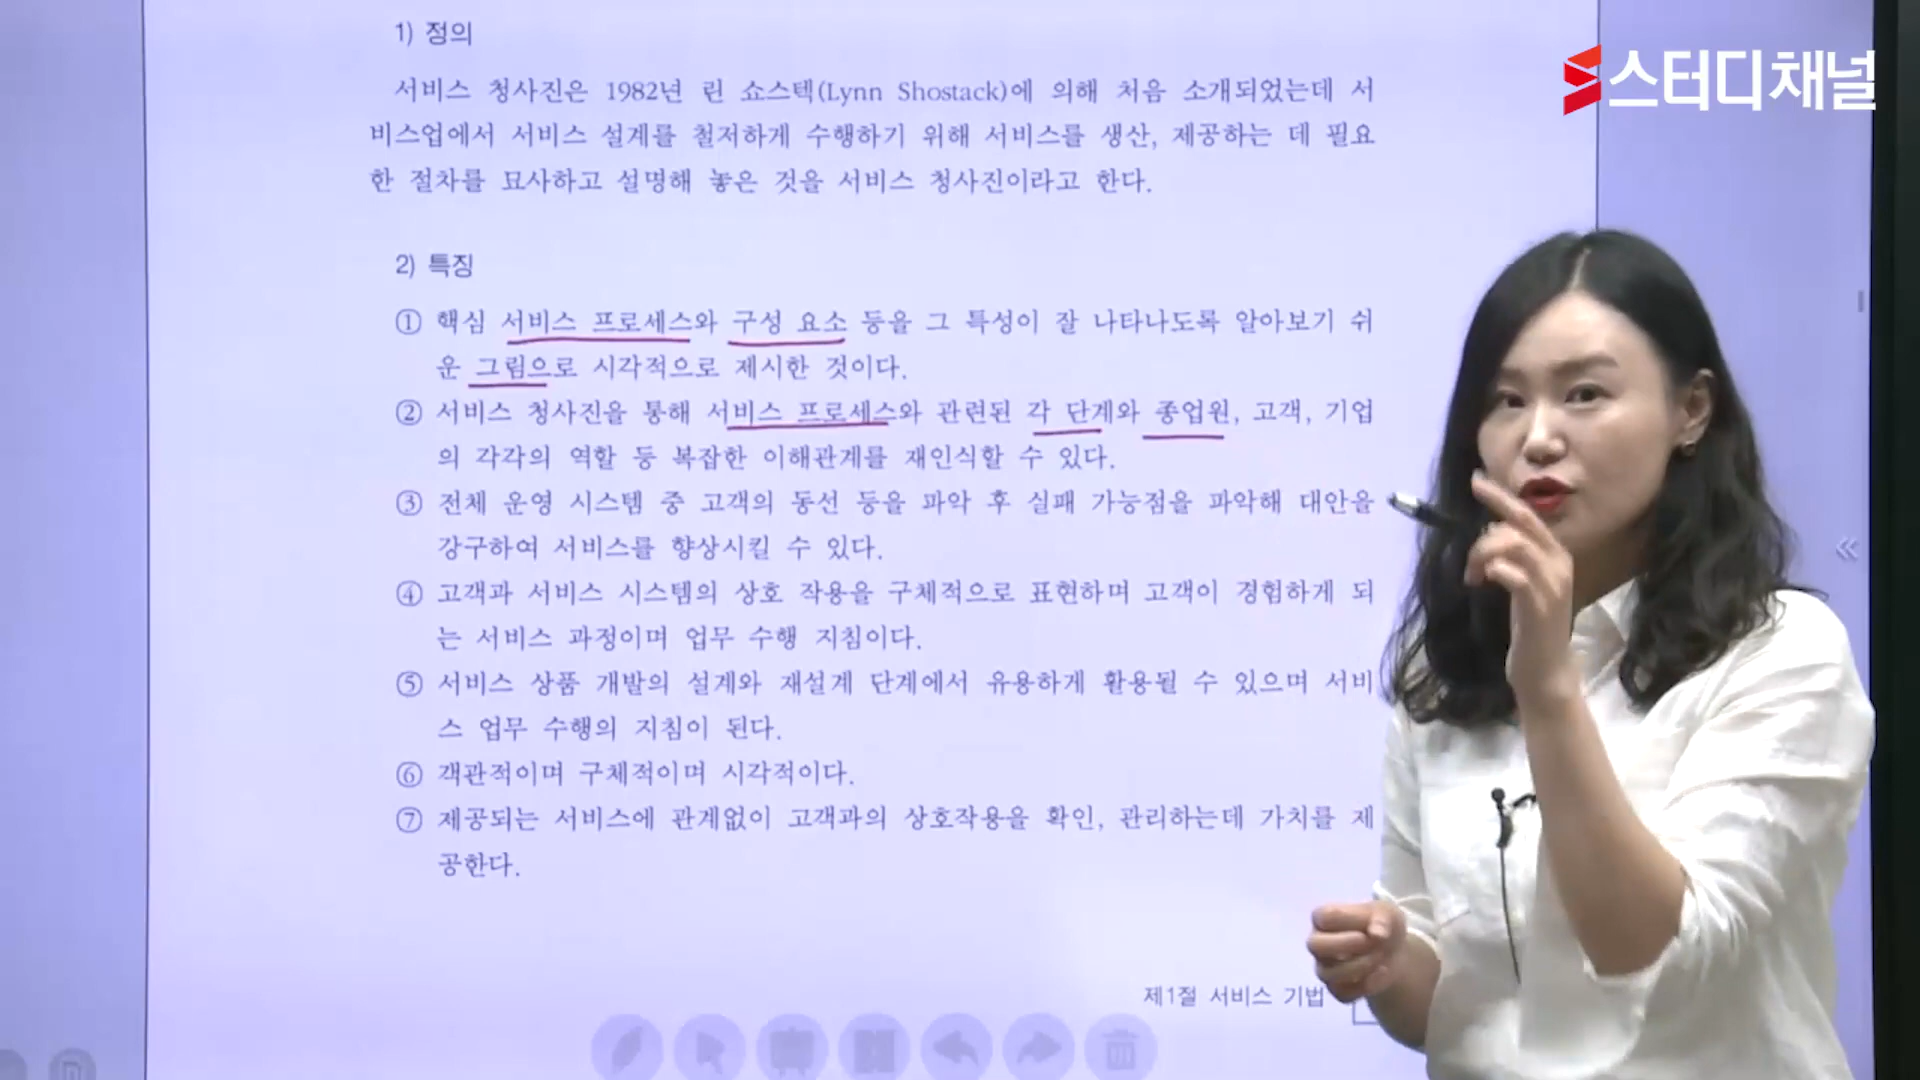 스터디채널
1) 정의
서비스 청사진은 1982년 린 쇼스텍(Lynn Shostack)에 의해 처음 소개되었는데 서
비스업에서 서비스 설계를 철저하게 수행하기 위해 서비스를 생산, 제공하는 데 필요
한 절차를 묘사하고 설명해 놓은 것을 서비스 청사진이라고 한다.
2) 특징
① 핵심 서비스 프로세스와 구성 요소 등을 그 특성이 잘 나타나도록 알아보기 쉬
운 그림으로 시각적으로 제시한 것이다.
② 서비스 청사진을 통해 서비스 프로세스와 관련된 각 단계와 종업원, 고객, 기업
의 각각의 역할 등 복잡한 이해관계를 재인식할 수 있다.
③ 전체 운영 시스템 중 고객의 동선 등을 파악 후 실패 가능점을 파악해 대안을
강구하여 서비스를 향상시킬 수 있다.
④ 고객과 서비스 시스템의 상호 작용을 구체적으로 표현하며 고객이 경험하게 되
는 서비스 과정이며 업무 수행 지침이다.
⑤ 서비스 상품 개발의 설계와 재설계 단계에서 유용하게 활용될 수 있으며 서비
스 업무 수행의 지침이 된다.
⑥ 객관적이며 구체적이며 시각적이다.
⑦ 제공되는 서비스에 관계없이 고객과의 상호작용을 확인, 관리하는데 가치를 제
공한다.
제1절 서비스 기법